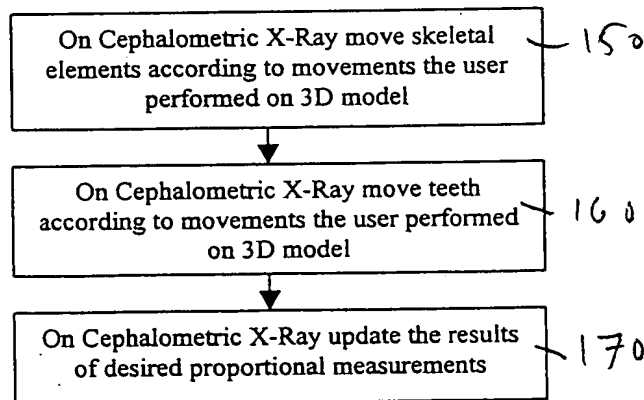 On Cephalometric X-Ray move skeletal
elements according to movements the user
performed on 3D model
150
On Cephalometric X-Ray move teeth
according to movements the user performed
on 3D model
160
On Cephalometric X-Ray update the results
of desired proportional measurements
170